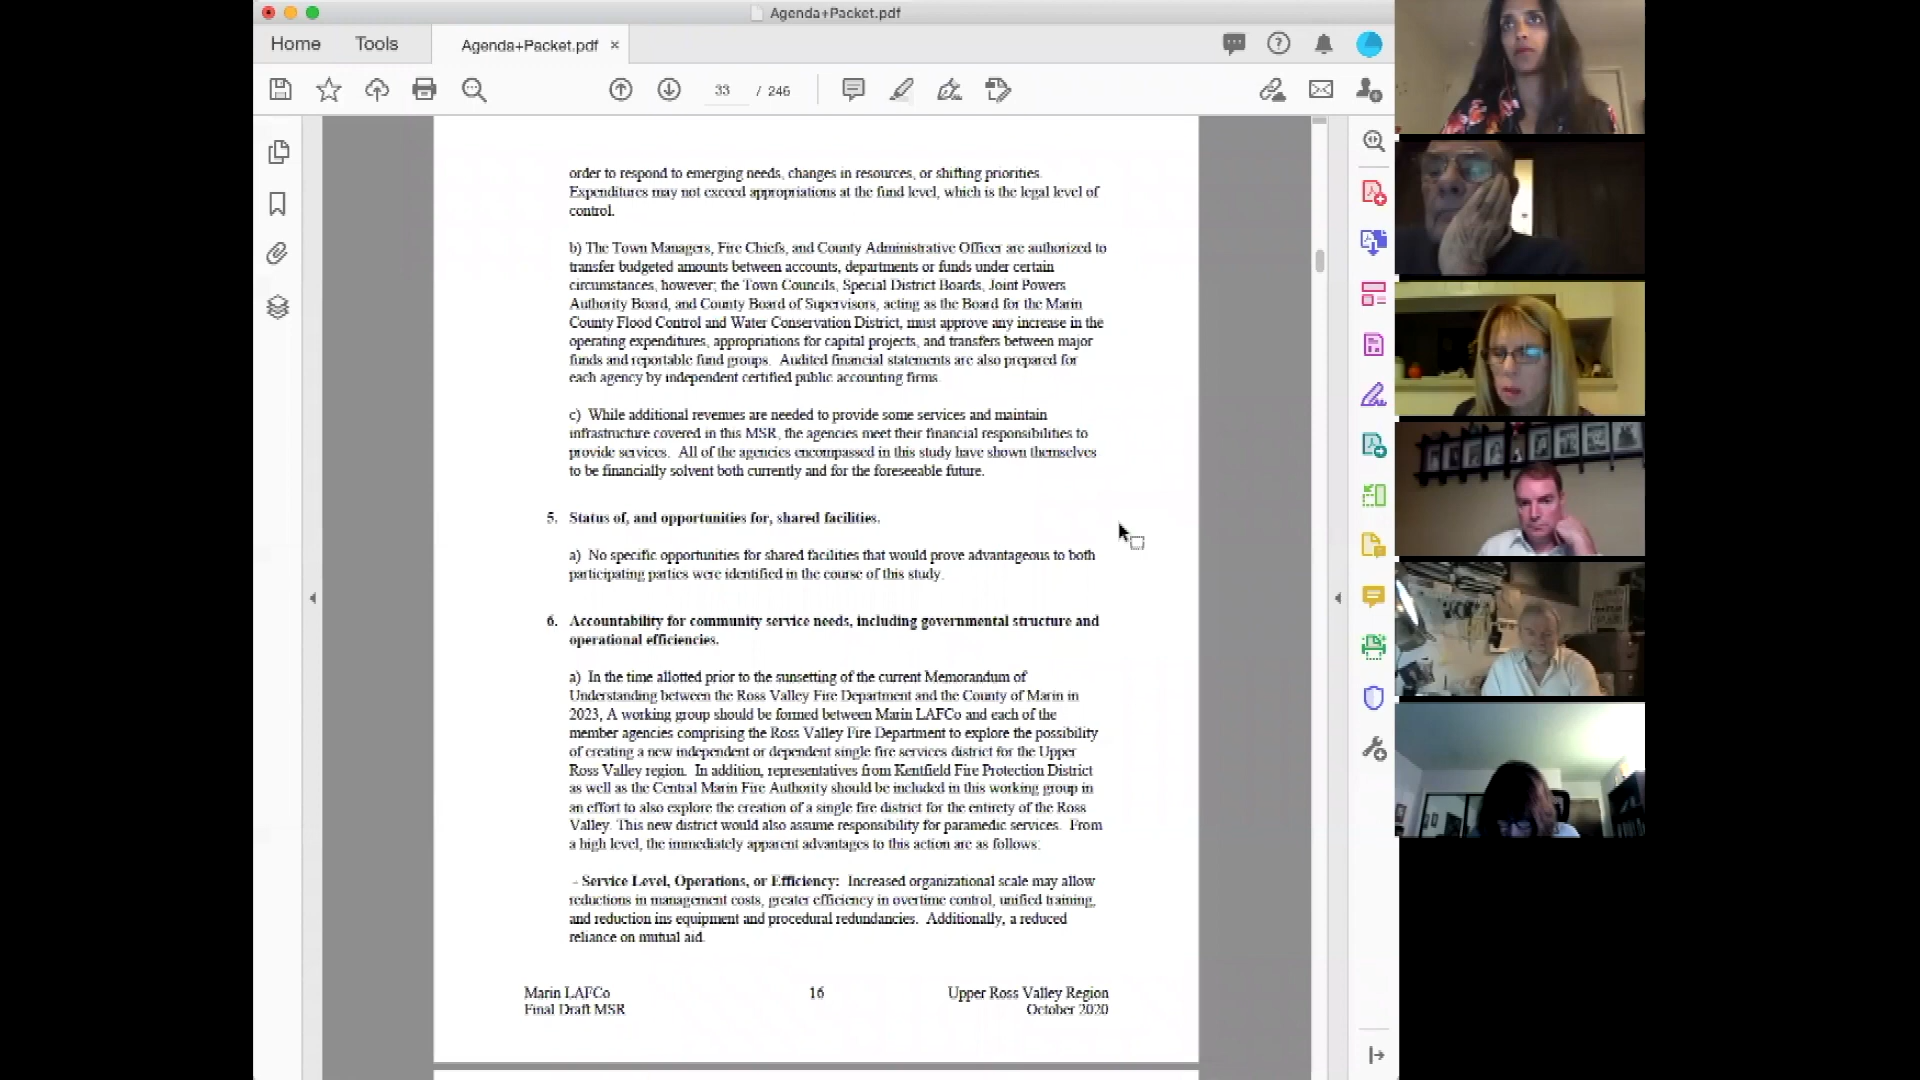 Agenda+Packet.pdf
Home
Tools
Agenda+Packet.pdf ×
33 / 246
order to respond to emerging needs, changes in resources, or shifting priorities.
Expenditures may not exceed appropriations at the fund level, which is the legal level of
control.
b) The Town Managers, Fire Chiefs, and County Administrative Officer are authorized to
transfer budgeted amounts between accounts, departments or funds under certain
circumstances, however; the Town Councils, Special District Boards, Joint Powers
Authority Board, and County Board of Supervisors, acting as the Board for the Marin
County Flood Control and Water Conservation District, must approve any increase in the
operating expenditures, appropriations for capital projects, and transfers between major
funds and reportable fund groups. Audited financial statements are also prepared for
each agency by independent certified public accounting firms.
c) While additional revenues are needed to provide some services and maintain
infrastructure covered in this MSR, the agencies meet their financial responsibilities to
provide services. All of the agencies encompassed in this study have shown themselves
to be financially solvent both currently and for the foreseeable future.
5. Status of, and opportunities for, shared facilities.
a) No specific opportunities for shared facilities that would prove advantageous to both
participating parties were identified in the course of this study.
6. Accountability for community service needs, including governmental structure and
operational efficiencies.
a) In the time allotted prior to the sunsetting of the current Memorandum of
Understanding between the Ross Valley Fire Department and the County of Marin in
2023, A working group should be formed between Marin LAFCo and each of the
member agencies comprising the Ross Valley Fire Department to explore the possibility
of creating a new independent or dependent single fire services district for the Upper
Ross Valley region. In addition, representatives from Kentfield Fire Protection District
as well as the Central Marin Fire Authority should be included in this working group in
an effort to also explore the creation of a single fire district for the entirety of the Ross
Valley. This new district would also assume responsibility for paramedic services. From
a high level, the immediately apparent advantages to this action are as follows:
- Service Level, Operations, or Efficiency: Increased organizational scale may allow
reductions in management costs, greater efficiency in overtime control, unified training,
and reduction ins equipment and procedural redundancies. Additionally, a reduced
reliance on mutual aid.
Marin LAFCo 16 Upper Ross Valley Region
Final Draft MSR October 2020